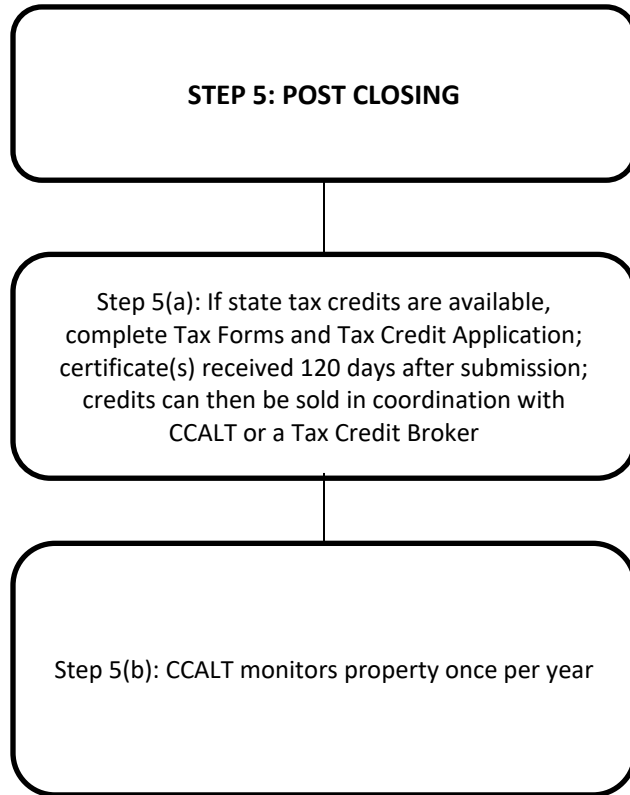 STEP 5: POST CLOSING
Step 5(a): If state tax credits are available,
complete Tax Forms and Tax Credit Application;
certificate(s) received 120 days after submission;
credits can then be sold in coordination with
CCALT or a Tax Credit Broker
Step 5(b): CCALT monitors property once per year